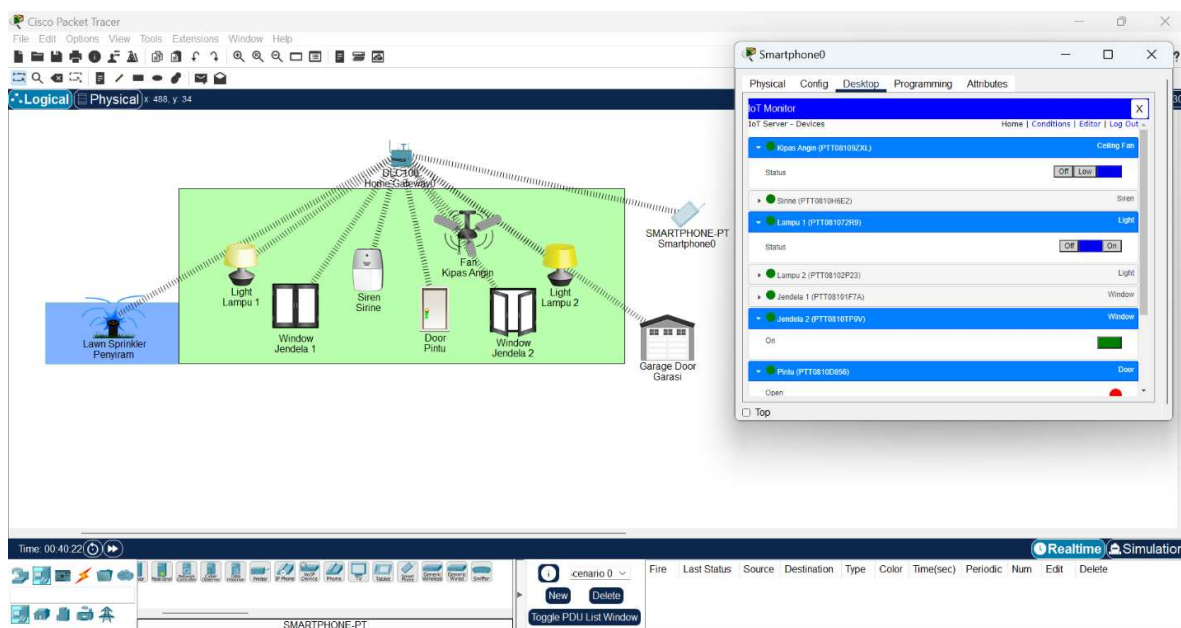 Cisco Packet Tracer
File Edit Options View Tools Extensions Window Help
Logical Physical x: 488, y: 34
DLC100
Home Gateway0
SMARTPHONE-PT
Smartphone0
Light
Lampu 1
Window
Jendela 1
Siren
Sirine
Fan
Kipas Angin
Door
Pintu
Window
Jendela 2
Light
Lampu 2
Lawn Sprinkler
Penyiram
Garage Door
Garasi
Smartphone0
Physical Config Desktop Programming Attributes
IoT Monitor X
IoT Server - Devices Home | Conditions | Editor | Log Out
Kipas Angin (PTT08109ZXL) Ceiling Fan
Status Off Low
Sirine (PTT0810H6E2) Siren
Lampu 1 (PTT081072R9) Light
Status Off On
Lampu 2 (PTT08102P23) Light
Jendela 1 (PTT08101F7A) Window
Jendela 2 (PTT0810TP9V) Window
On
Pintu (PTT0810D856) Door
Open
Top
Time: 00:40:22
Realtime Simulation
Scenario 0
New Delete
Toggle PDU List Window
Fire Last Status Source Destination Type Color Time(sec) Periodic Num Edit Delete
SMARTPHONE-PT